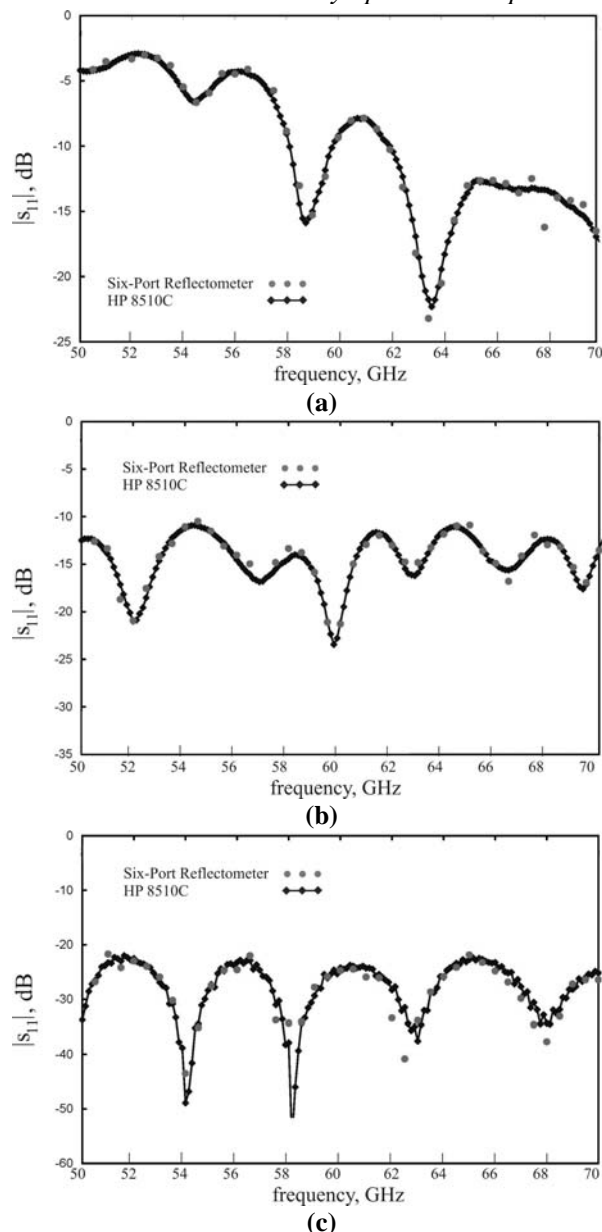 0
-5
-10
-15
-20
-25
|s₁₁|, dB
Six-Port Reflectometer
HP 8510C
50 52 54 56 58 60 62 64 66 68 70
frequency, GHz
(a)
0
-5
-10
-15
-20
-25
-30
-35
|s₁₁|, dB
Six-Port Reflectometer
HP 8510C
50 52 54 56 58 60 62 64 66 68 70
frequency, GHz
(b)
0
-10
-20
-30
-40
-50
-60
|s₁₁|, dB
Six-Port Reflectometer
HP 8510C
50 52 54 56 58 60 62 64 66 68 70
frequency, GHz
(c)